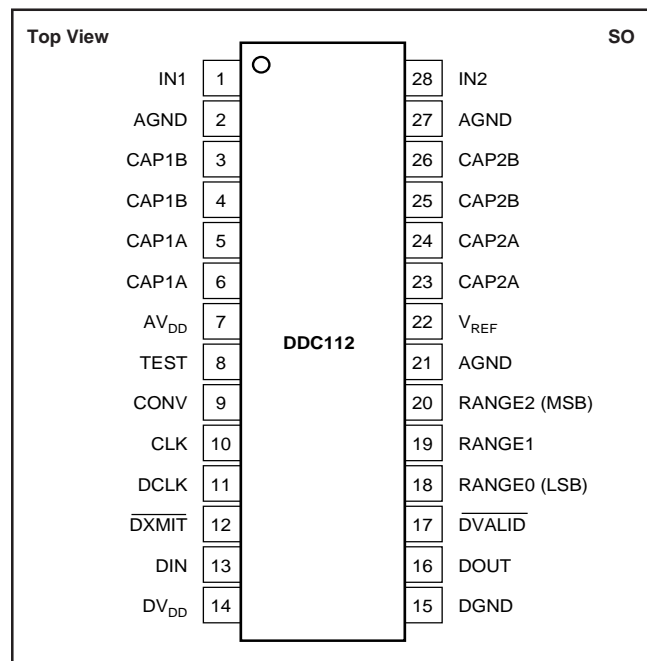 Top View SO
IN1 1 28 IN2
AGND 2 27 AGND
CAP1B 3 26 CAP2B
CAP1B 4 25 CAP2B
CAP1A 5 24 CAP2A
CAP1A 6 23 CAP2A
AVDD 7 22 VREF
DDC112
TEST 8 21 AGND
CONV 9 20 RANGE2 (MSB)
CLK 10 19 RANGE1
DCLK 11 18 RANGE0 (LSB)
D̅X̅M̅I̅T̅ 12 17 D̅V̅A̅L̅I̅D̅
DIN 13 16 DOUT
DVDD 14 15 DGND